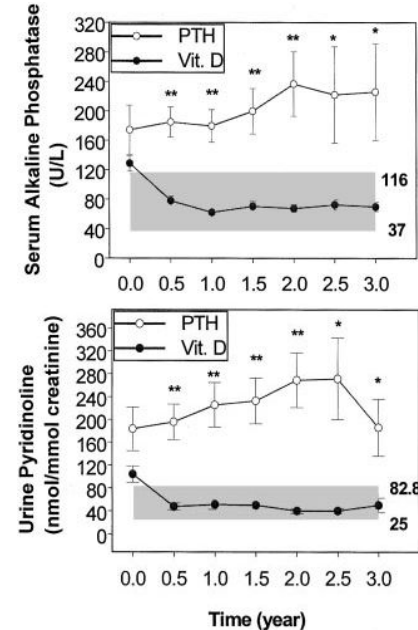 Serum Alkaline Phosphatase
(U/L)
320
280
240
200
160
120
80
40
0
PTH
Vit. D
** ** ** ** * *
116
37
0.0 0.5 1.0 1.5 2.0 2.5 3.0
Urine Pyridinoline
(nmol/mmol creatinine)
360
320
280
240
200
160
120
80
40
0
PTH
Vit. D
** ** ** ** * *
82.8
25
0.0 0.5 1.0 1.5 2.0 2.5 3.0
Time (year)